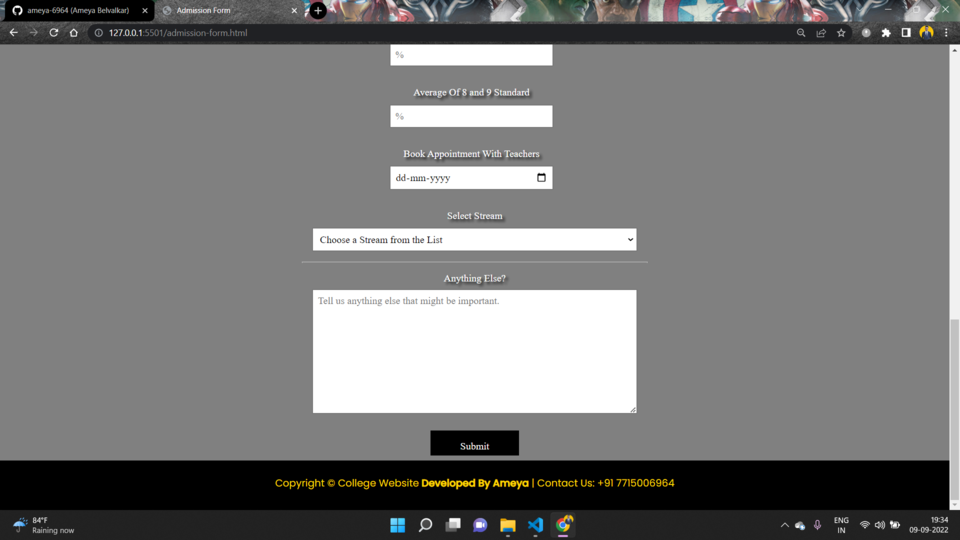 ameya-6964 (Ameya Belvalkar)
Admission Form
127.0.0.1:5501/admission-form.html
%
Average Of 8 and 9 Standard
%
Book Appointment With Teachers
dd-mm-yyyy
Select Stream
Choose a Stream from the List
Anything Else?
Tell us anything else that might be important.
Submit
Copyright © College Website Developed By Ameya | Contact Us: +91 7715006964
84°F
Raining now
ENG
IN
19:34
09-09-2022